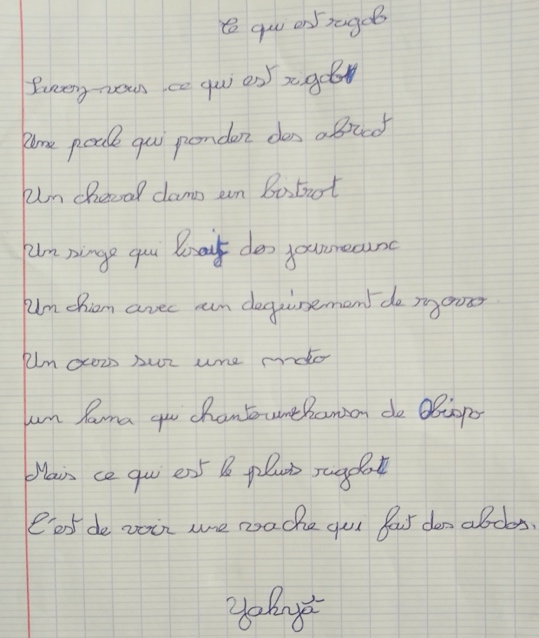 Ce qui est rigolo
Savez-vous ce qui est rigolo
Une poule qui ponder des abricot
Un cheval dans un bistrot
Un singe qui lisait des journeaux
Un chien avec un deguisement de zorro
Un ours sur une moto
un lama qui chante une chanson de Obispo
Mais ce qui est le plus rigolot
C'est de voir une vache qui fait des abdos.
Yahyâ